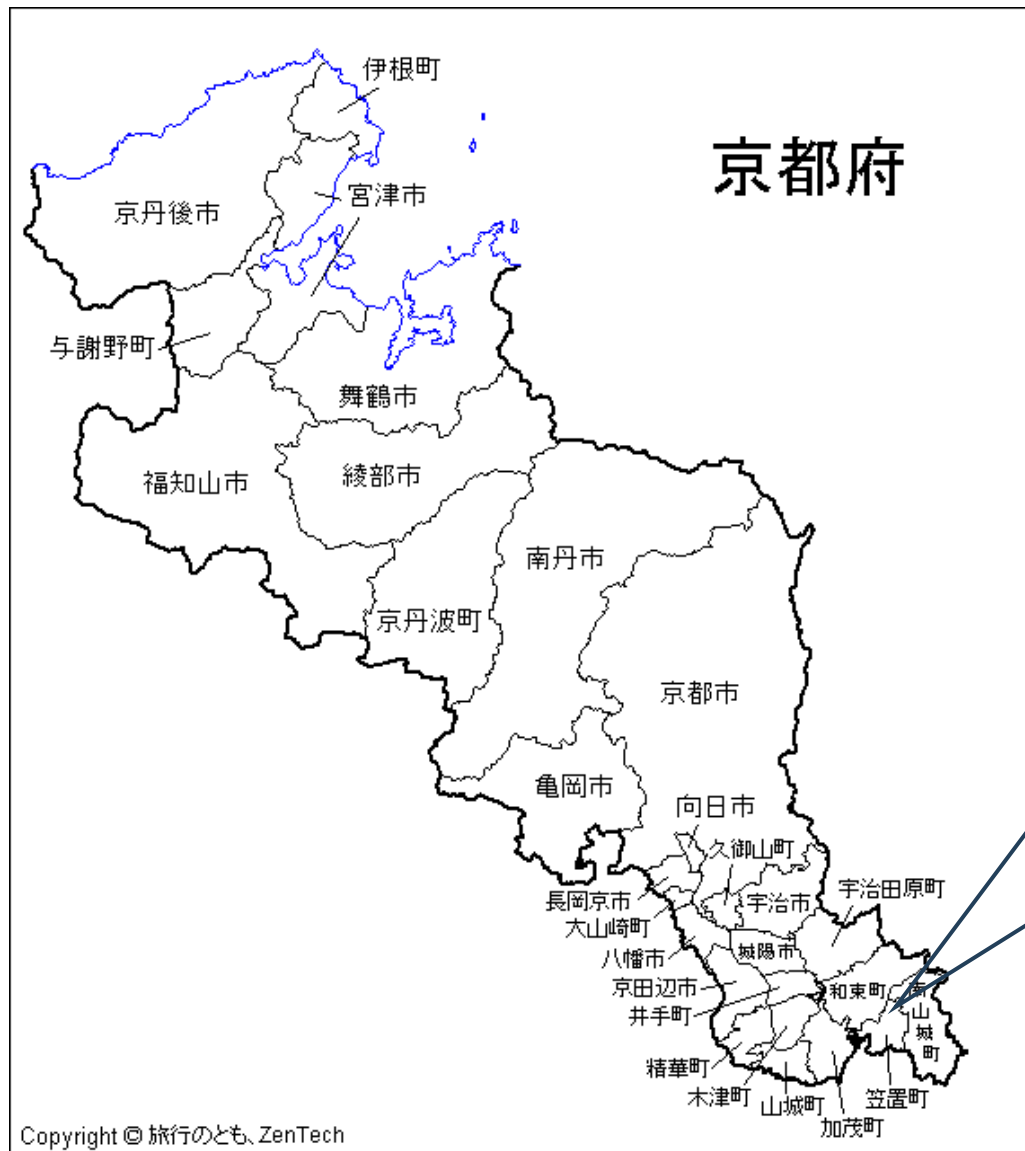 伊根町
京都府
宮津市
京丹後市
与謝野町
舞鶴市
綾部市
福知山市
南丹市
京丹波町
京都市
亀岡市
向日市
久御山町
長岡京市
宇治市
宇治田原町
大山崎町
城陽市
八幡市
京田辺市
和束町
南山城町
井手町
精華町
木津町
山城町
笠置町
加茂町
Copyright © 旅行のとも、ZenTech